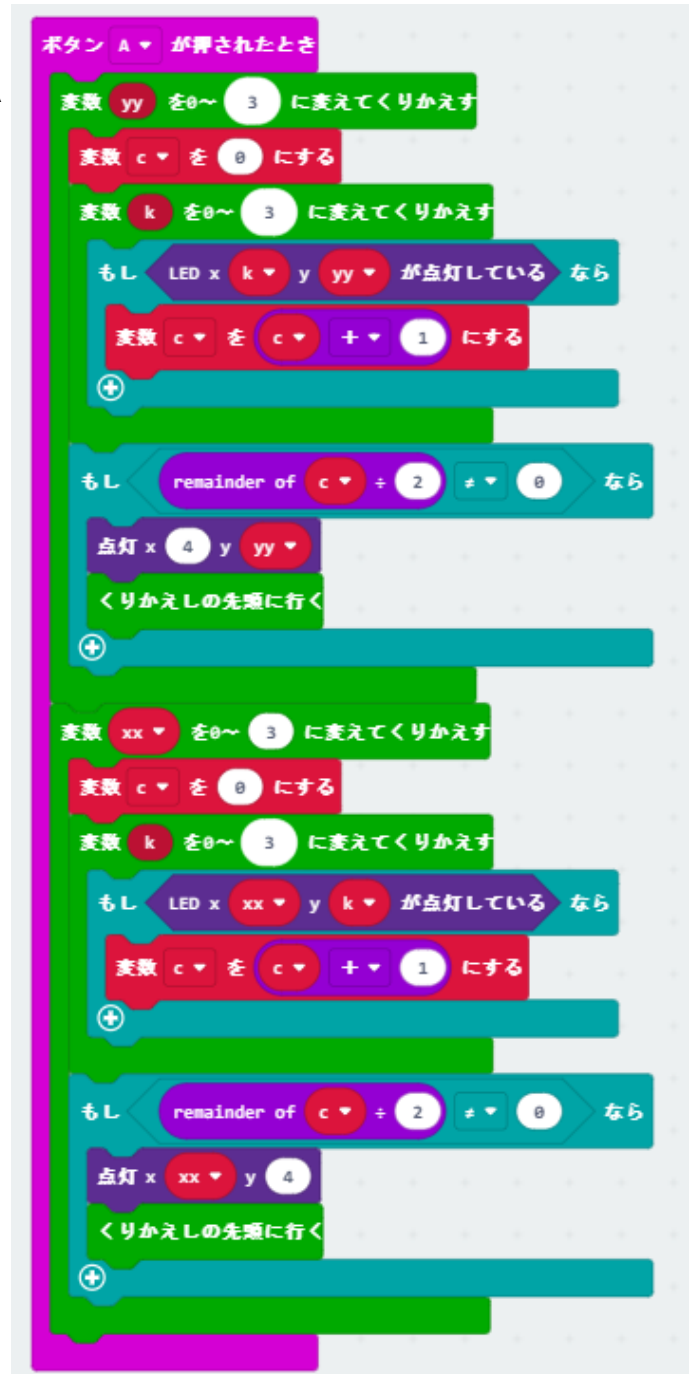 ボタン A が押されたとき
変数 yy を0～ 3 に変えてくりかえす
変数 c を 0 にする
変数 k を0～ 3 に変えてくりかえす
もし LED x k y yy が点灯している なら
変数 c を c + 1 にする
もし remainder of c ÷ 2 ≠ 0 なら
点灯 x 4 y yy
くりかえしの先頭に行く
変数 xx を0～ 3 に変えてくりかえす
変数 c を 0 にする
変数 k を0～ 3 に変えてくりかえす
もし LED x xx y k が点灯している なら
変数 c を c + 1 にする
もし remainder of c ÷ 2 ≠ 0 なら
点灯 x xx y 4
くりかえしの先頭に行く